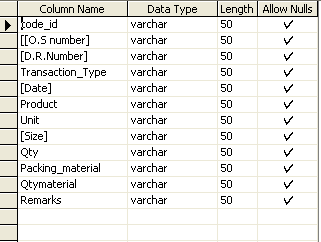 Column Name Data Type Length Allow Nulls
code_id varchar 50
[[O.S number] varchar 50
[D.R.Number] varchar 50
Transaction_Type varchar 50
[Date] varchar 50
Product varchar 50
Unit varchar 50
[Size] varchar 50
Qty varchar 50
Packing_material varchar 50
Qtymaterial varchar 50
Remarks varchar 50